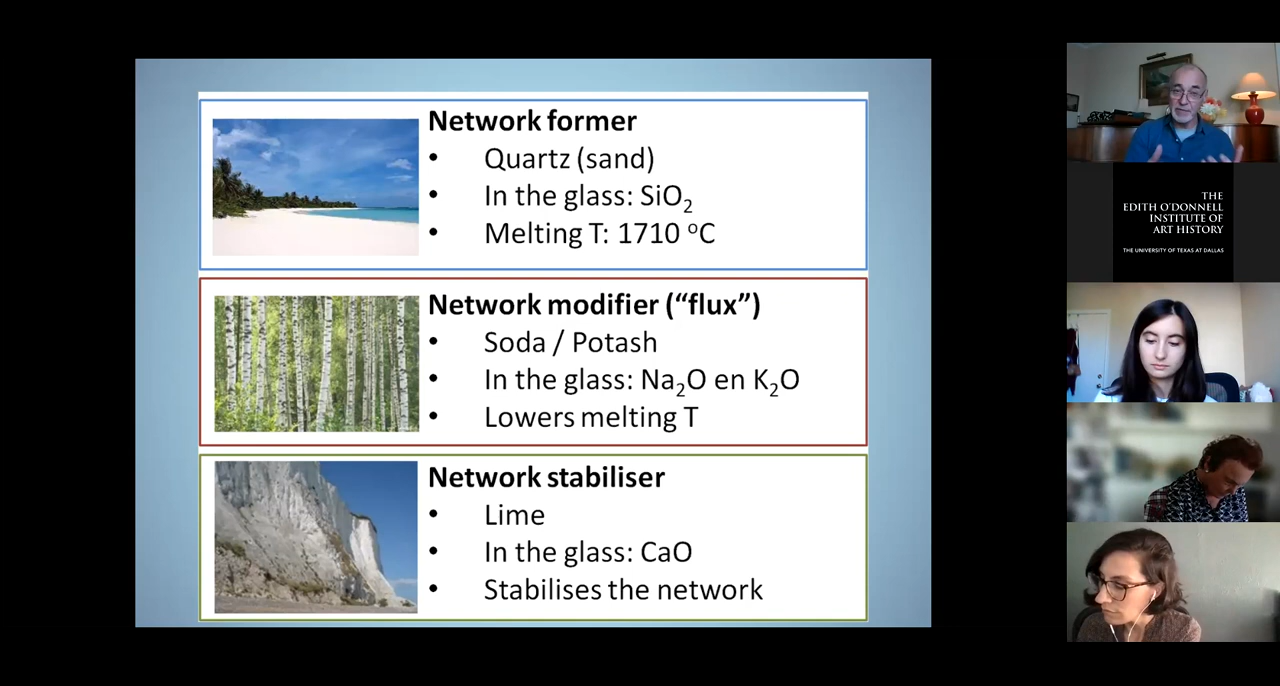 Network former
• Quartz (sand)
• In the glass: SiO₂
• Melting T: 1710 ºC
Network modifier (“flux”)
• Soda / Potash
• In the glass: Na₂O en K₂O
• Lowers melting T
Network stabiliser
• Lime
• In the glass: CaO
• Stabilises the network
THE
EDITH O'DONNELL
INSTITUTE OF
ART HISTORY
THE UNIVERSITY OF TEXAS AT DALLAS